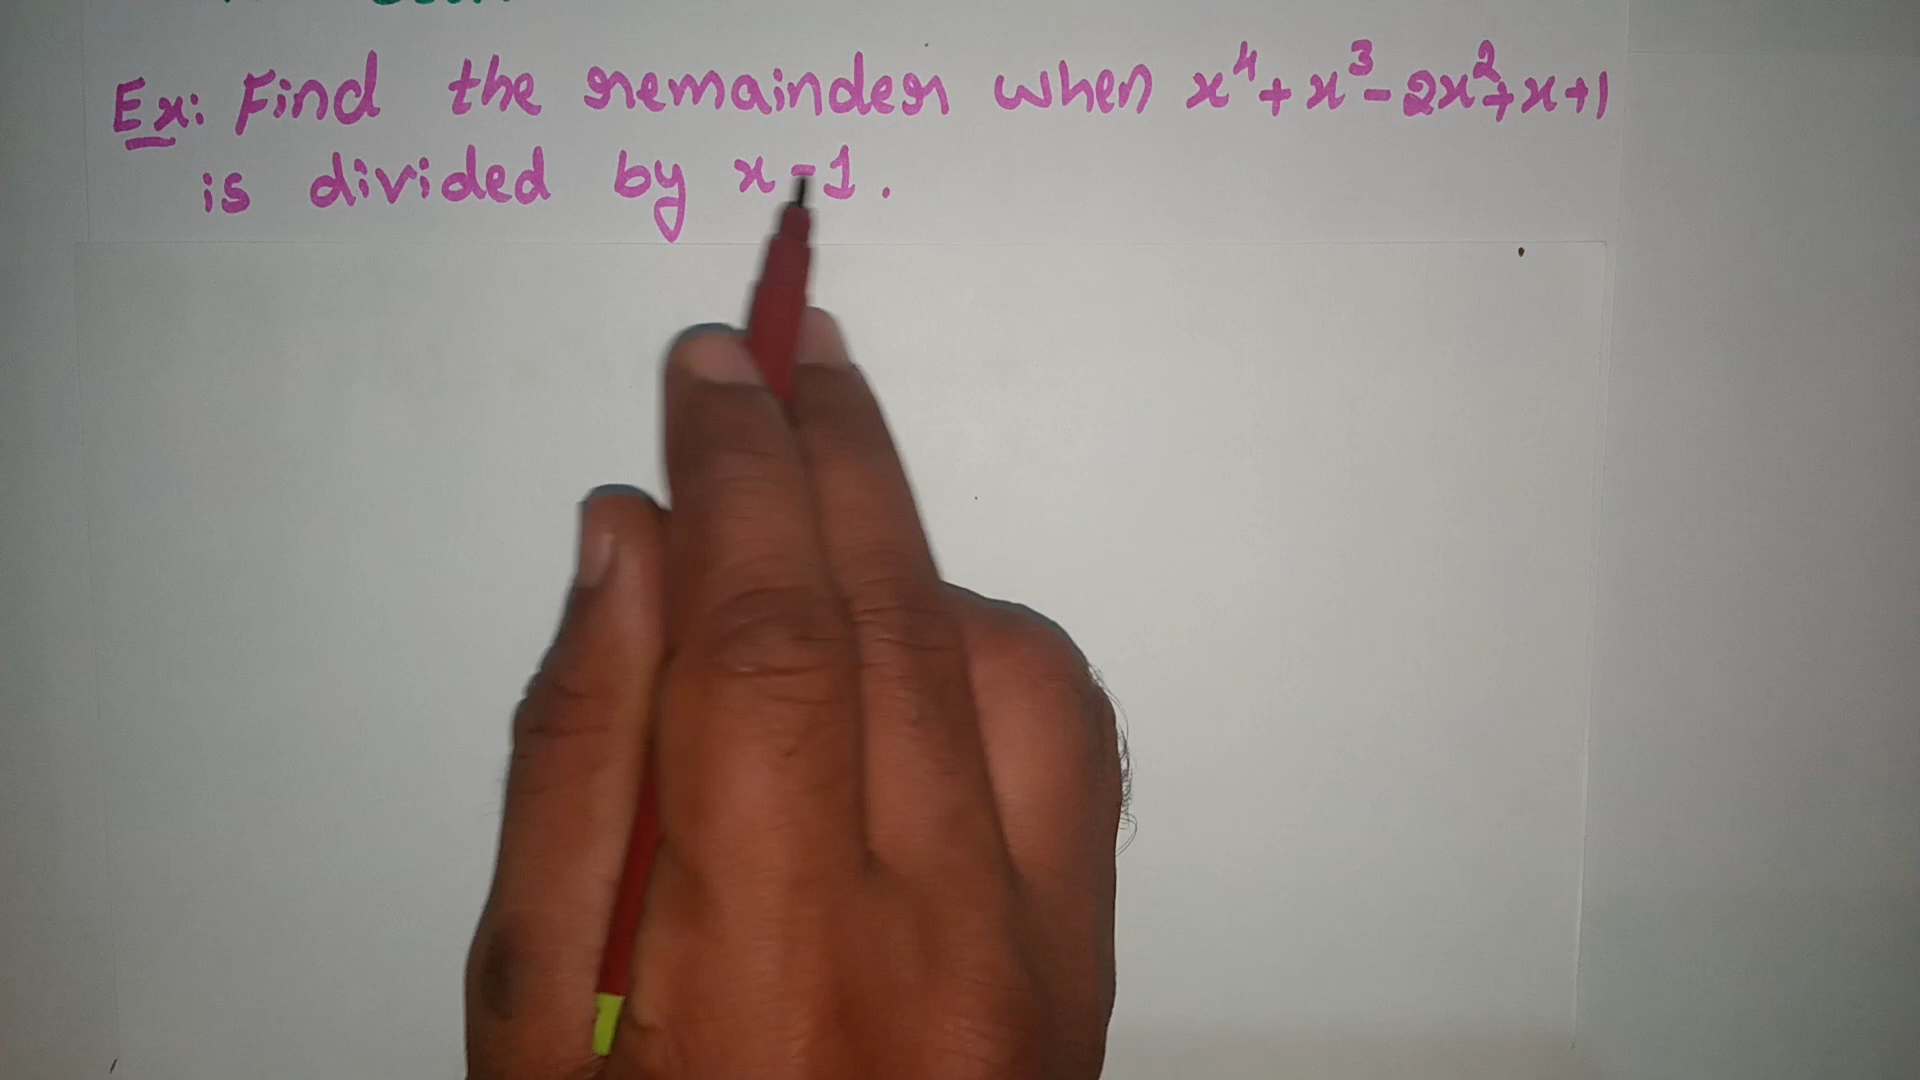 Ex: Find the remainder when x⁴+x³-2x²+x+1
is divided by x-1.